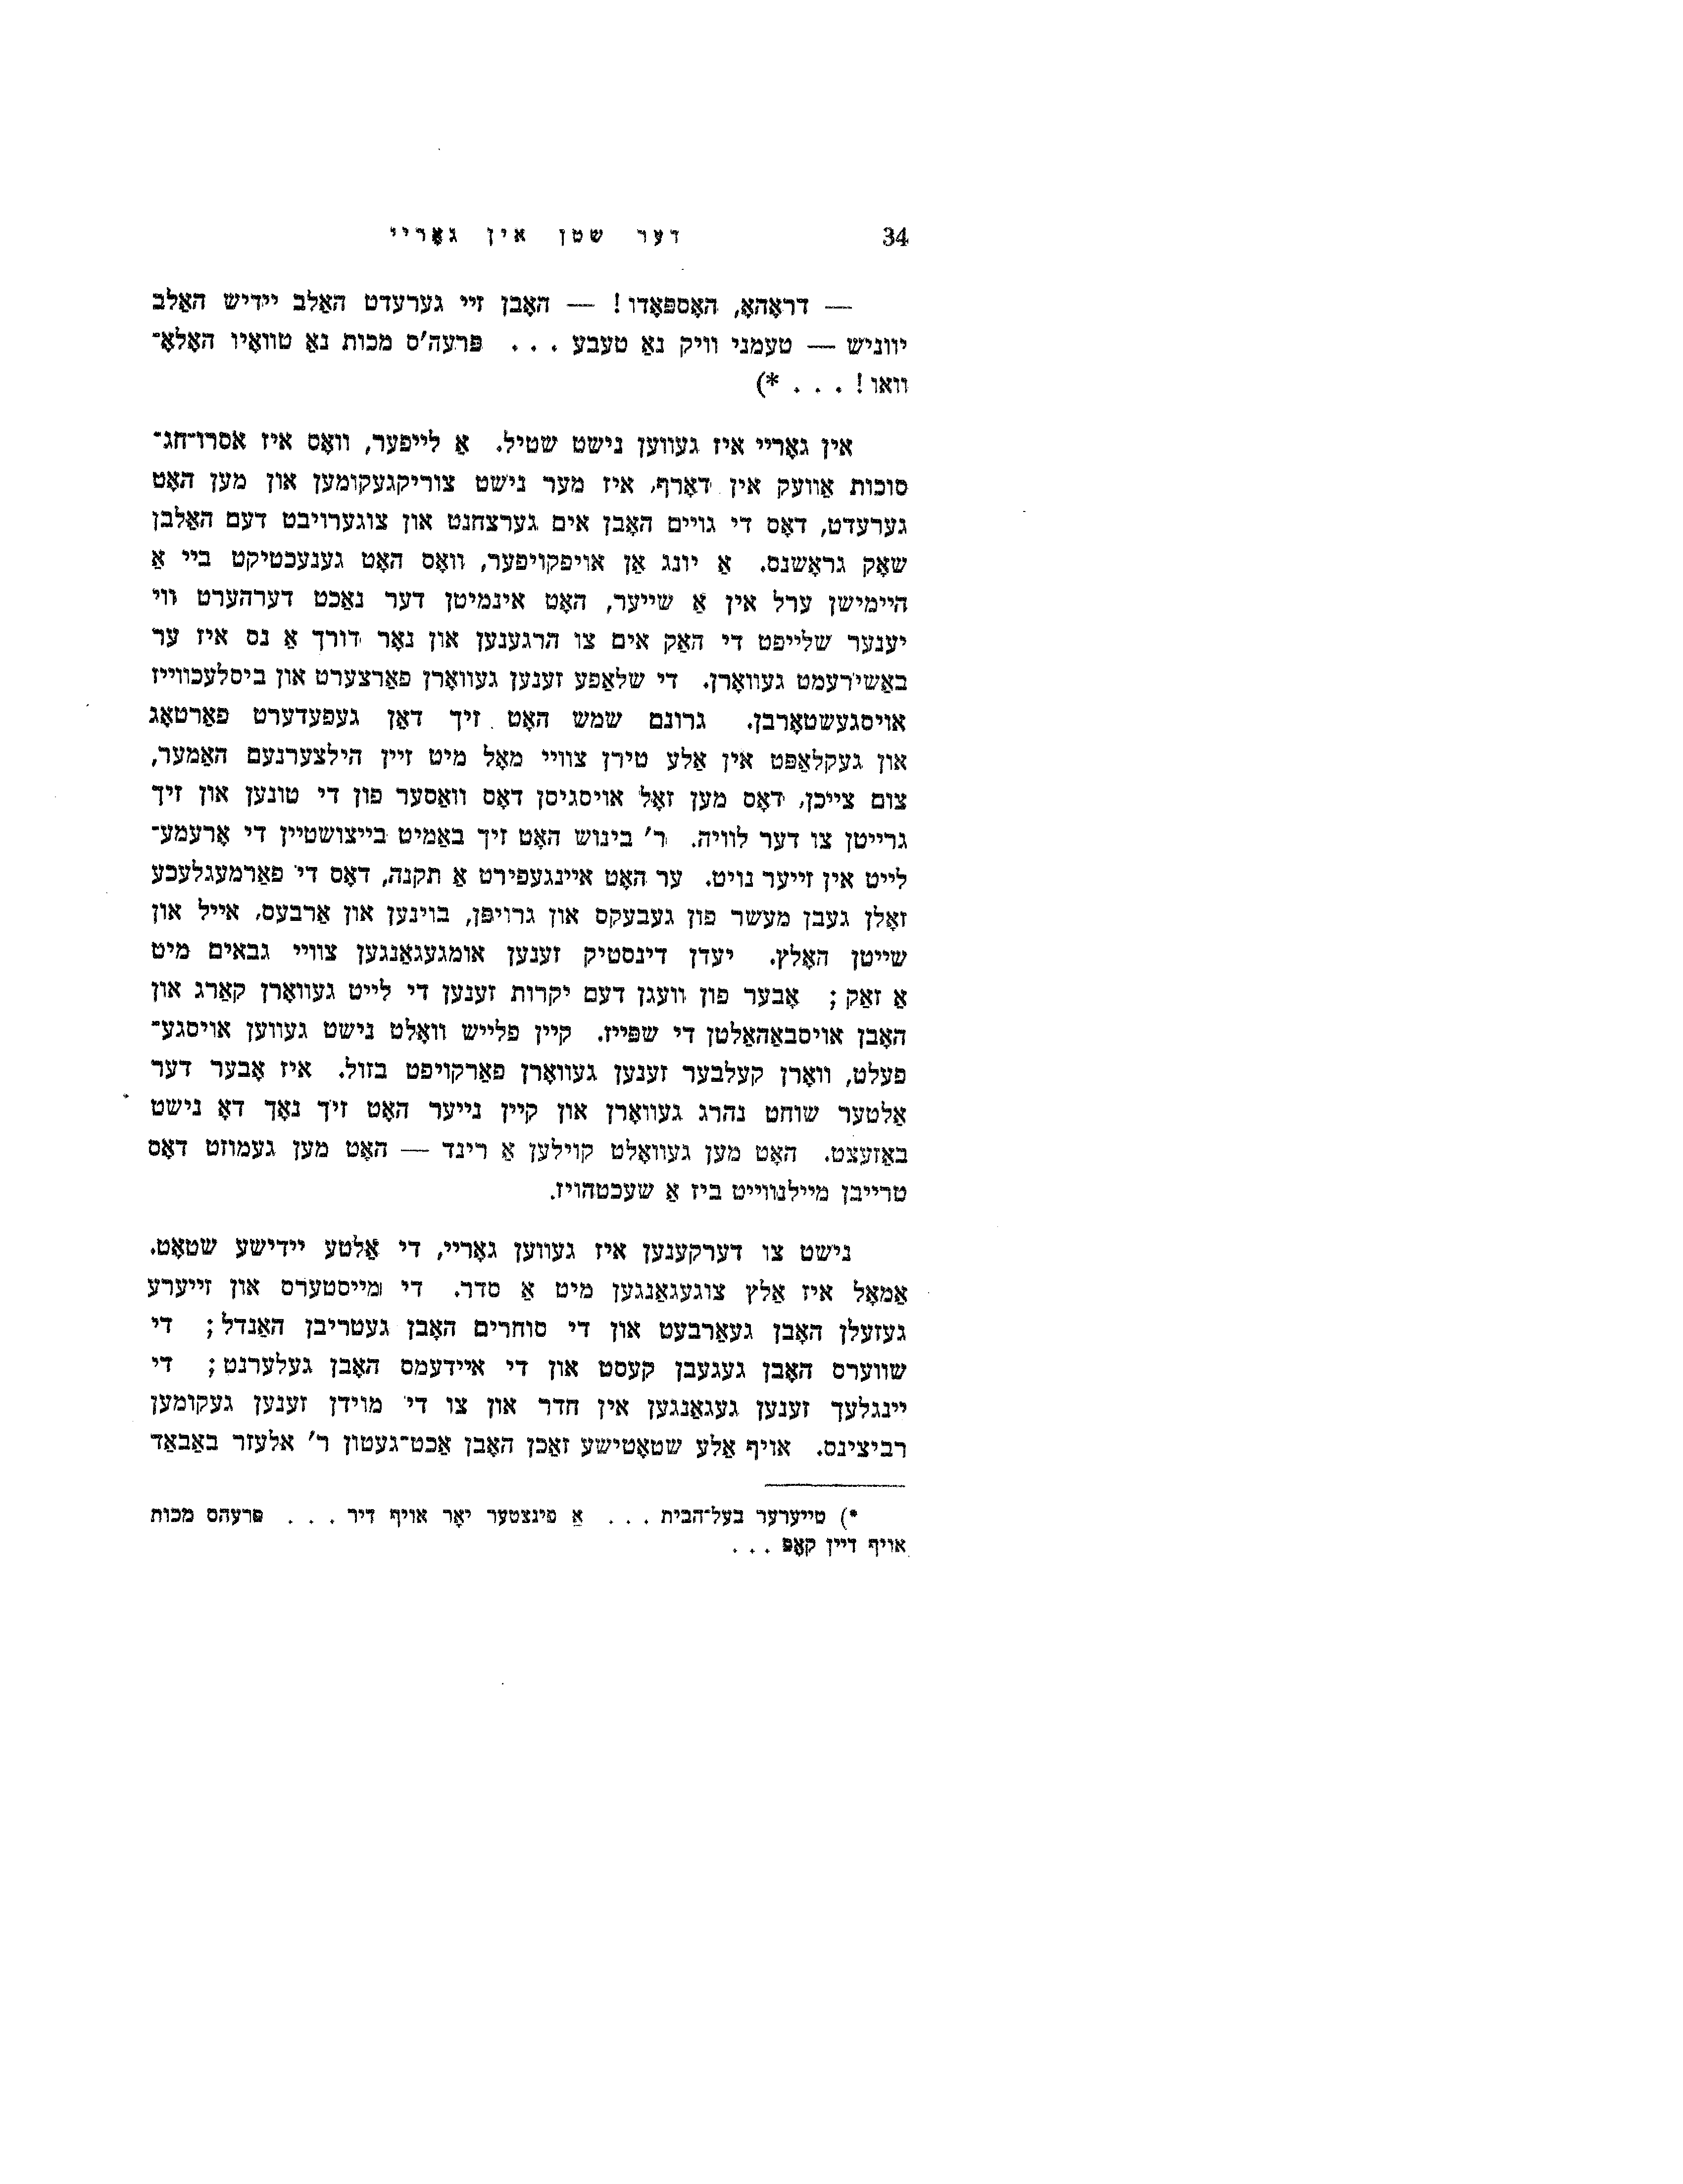 34 דער שטן אין גאָריי
— דראָהאָ, האָספּאָדו! — האָבן זיי גערעדט האַלב יידיש האַלב
יווניש — טעמני וויק נאַ טעבע . . . פּרעה'ס מכות נאַ טוואָיו האָלאָ־
וואו! . . . *)
אין גאָריי איז געווען נישט שטיל. אַ לייפער, וואָס איז אסרו־חג־
סוכות אַוועק אין דאָרף, איז מער נישט צוריקגעקומען און מען האָט
גערעדט, דאָס די גויים האָבן אים גערצחנט און צוגערויבט דעם האַלבן
שאָק גראָשנס. אַ יונג אַן אויפקויפער, וואָס האָט גענעכטיקט ביי אַ
היימישן ערל אין אַ שייער, האָט אינמיטן דער נאַכט דערהערט ווי
יענער שלייפט די האַק אים צו הרגענען און נאָר דורך אַ נס איז ער
באַשירעמט געוואָרן. די שלאַפע זענען געוואָרן פאַרצערט און ביסלעכווייז
אויסגעשטאָרבן. גרונם שמש האָט זיך דאַן געפעדערט פאַרטאָג
און געקלאַפּט אין אַלע טירן צוויי מאָל מיט זיין הילצערנעם האַמער,
צום צייכן, דאָס מען זאָל אויסגיסן דאָס וואַסער פון די טונען און זיך
גרייטן צו דער לוויה. ר' בינוש האָט זיך באַמיט בייצושטיין די אָרעמע־
לייט אין זייער נויט. ער האָט איינגעפירט אַ תקנה, דאָס די פאַרמעגלעכע
זאָלן געבן מעשר פון געבעקס און גרויפּן, בוינען און אַרבעס, אייל און
שייטן האָלץ. יעדן דינסטיק זענען אומגעגאַנגען צוויי גבאים מיט
אַ זאַק; אָבער פון וועגן דעם יקרות זענען די לייט געוואָרן קאַרג און
האָבן אויסבאַהאַלטן די שפּייז. קיין פלייש וואָלט נישט געווען אויסגע־
פעלט, וואָרן קעלבער זענען געוואָרן פאַרקויפט בזול. איז אָבער דער
אַלטער שוחט נהרג געוואָרן און קיין נייער האָט זיך נאָך דאָ נישט
באַזעצט. האָט מען געוואָלט קוילען אַ רינד — האָט מען געמוזט דאָס
טרייבן מיילנווייט ביז אַ שעכטהויז.
נישט צו דערקענען איז געווען גאָריי, די אַלטע יידישע שטאָט.
אַמאָל איז אַלץ צוגעגאַנגען מיט אַ סדר. די מייסטערס און זייערע
געזעלן האָבן געאַרבעט און די סוחרים האָבן געטריבן האַנדל; די
שווערס האָבן געגעבן קעסט און די איידעמס האָבן געלערנט; די
יינגלעך זענען געגאַנגען אין חדר און צו די מוידן זענען געקומען
רביצינס. אויף אַלע שטאָטישע זאַכן האָבן אַכט־געטון ר' אלעזר באַבאַד
*) טייערער בעל־הבית . . . אַ פינצטער יאָר אויף דיר . . . פּרעהס מכות
אויף דיין קאָפּ . . .